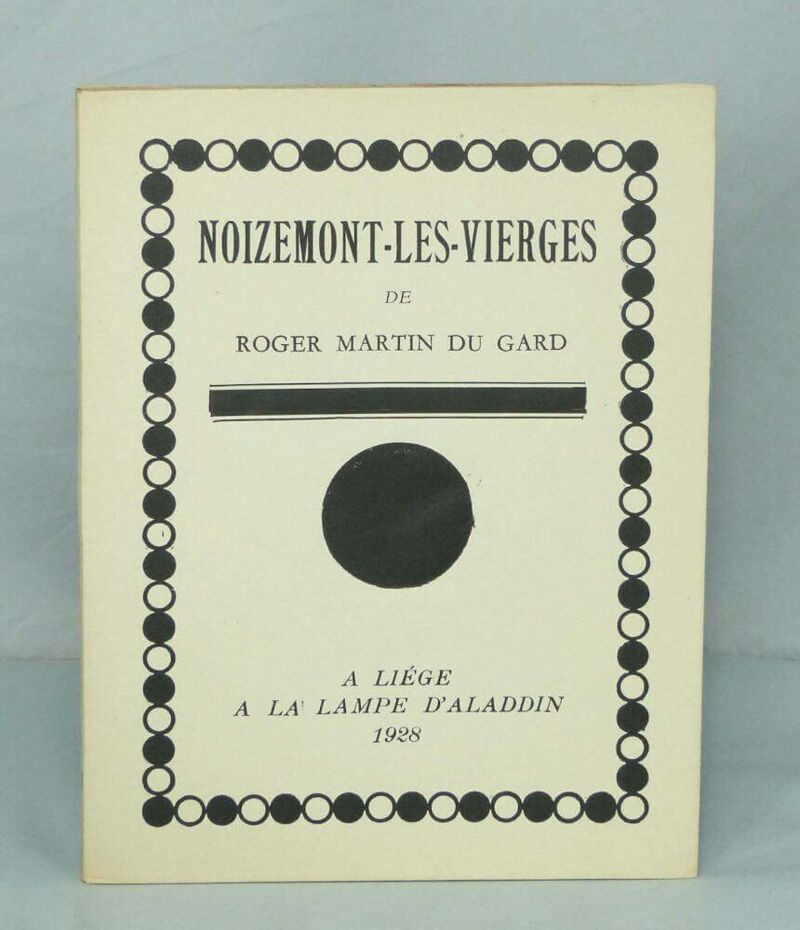 NOIZEMONT-LES-VIERGES
DE
ROGER MARTIN DU GARD
A LIÉGE
A LA LAMPE D'ALADDIN
1928